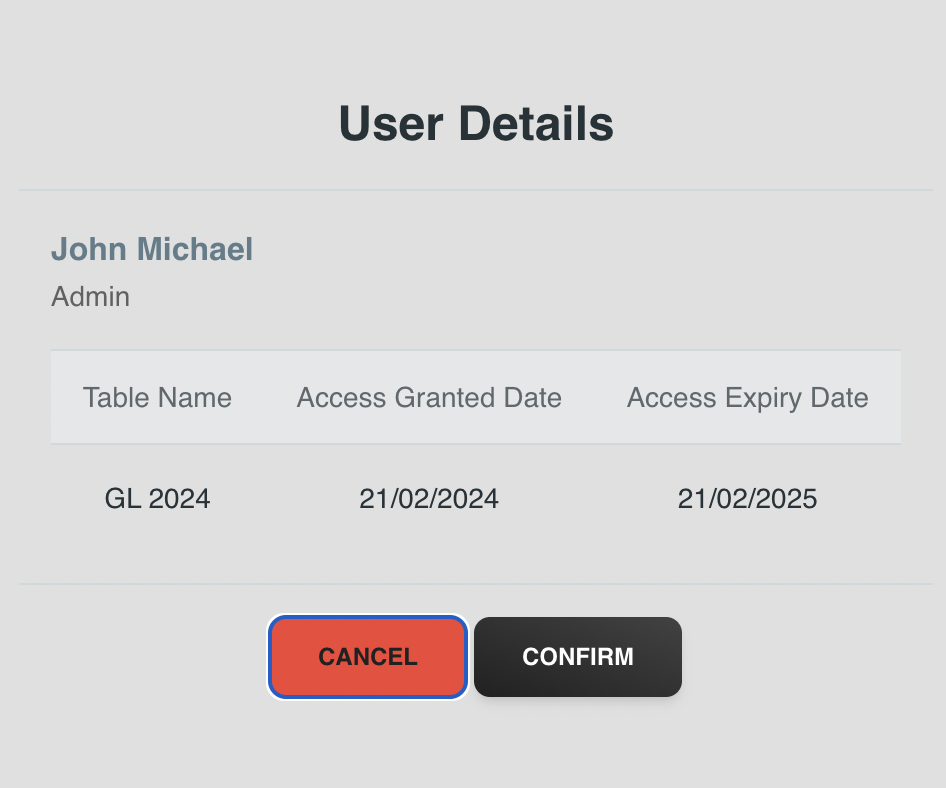 User Details
John Michael
Admin
Table Name Access Granted Date Access Expiry Date
GL 2024 21/02/2024 21/02/2025
CANCEL CONFIRM